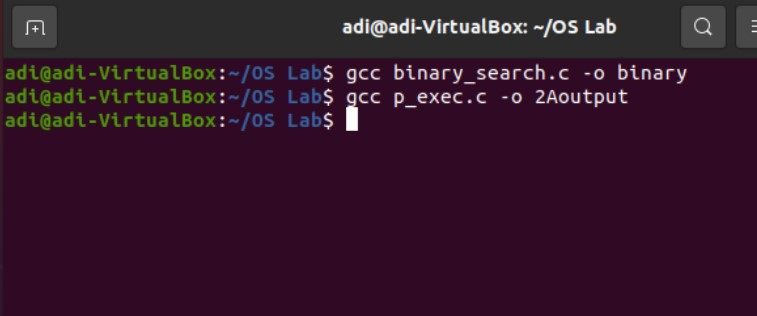 adi@adi-VirtualBox: ~/OS Lab
adi@adi-VirtualBox:~/OS Lab$ gcc binary_search.c -o binary
adi@adi-VirtualBox:~/OS Lab$ gcc p_exec.c -o 2Aoutput
adi@adi-VirtualBox:~/OS Lab$